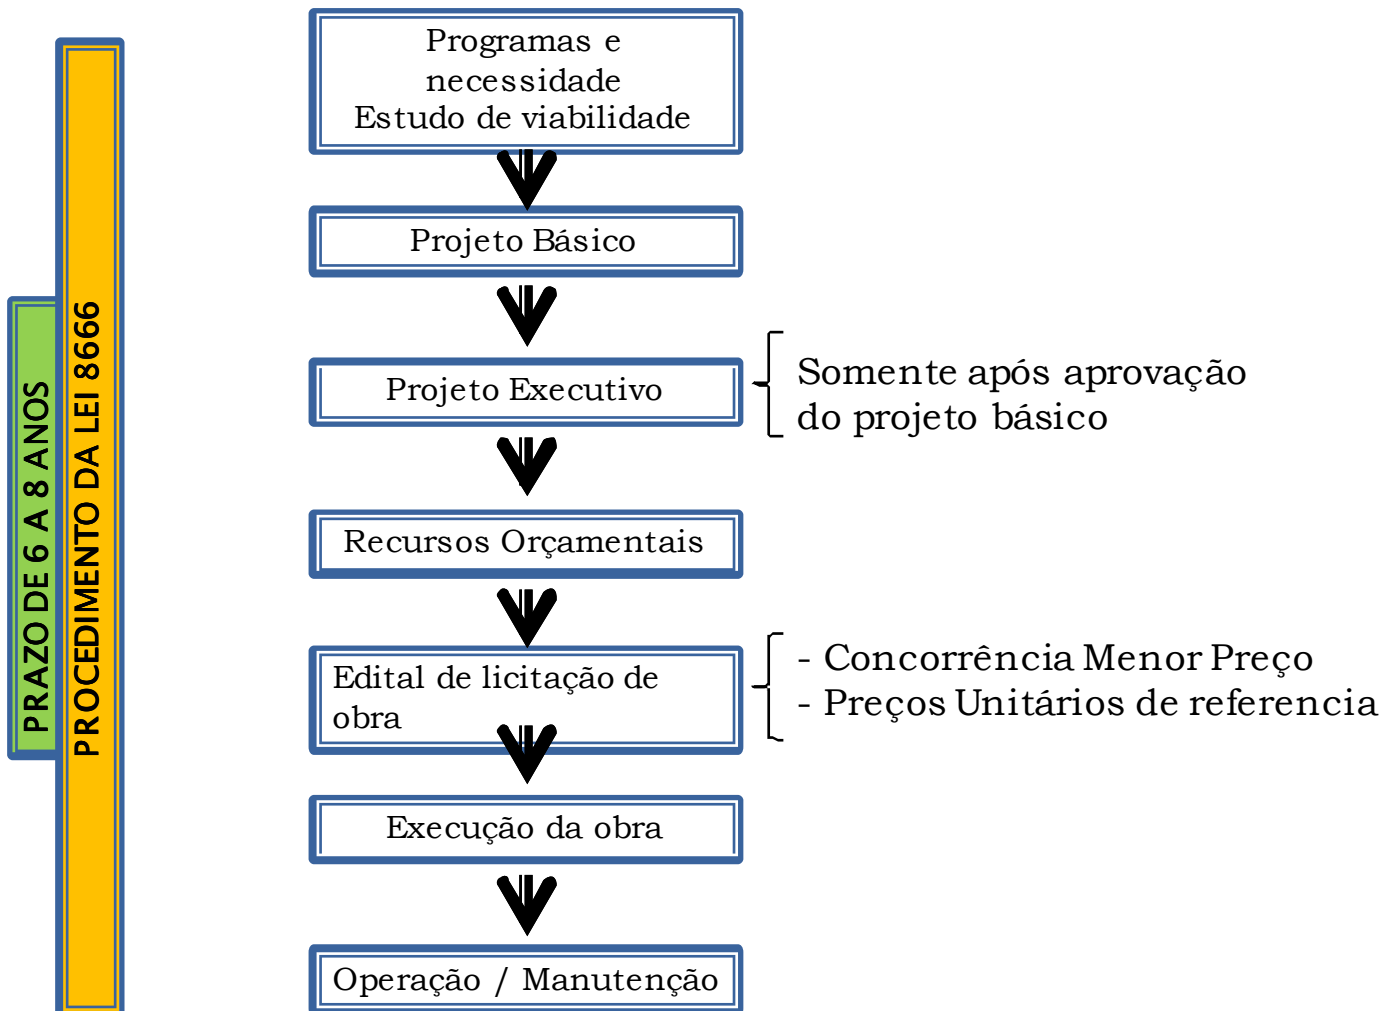 Programas e
necessidade
Estudo de viabilidade
Projeto Básico
Projeto Executivo
Somente após aprovação
do projeto básico
Recursos Orçamentais
Edital de licitação de
obra
- Concorrência Menor Preço
- Preços Unitários de referencia
Execução da obra
Operação / Manutenção
PRAZO DE 6 A 8 ANOS
PROCEDIMENTO DA LEI 8666